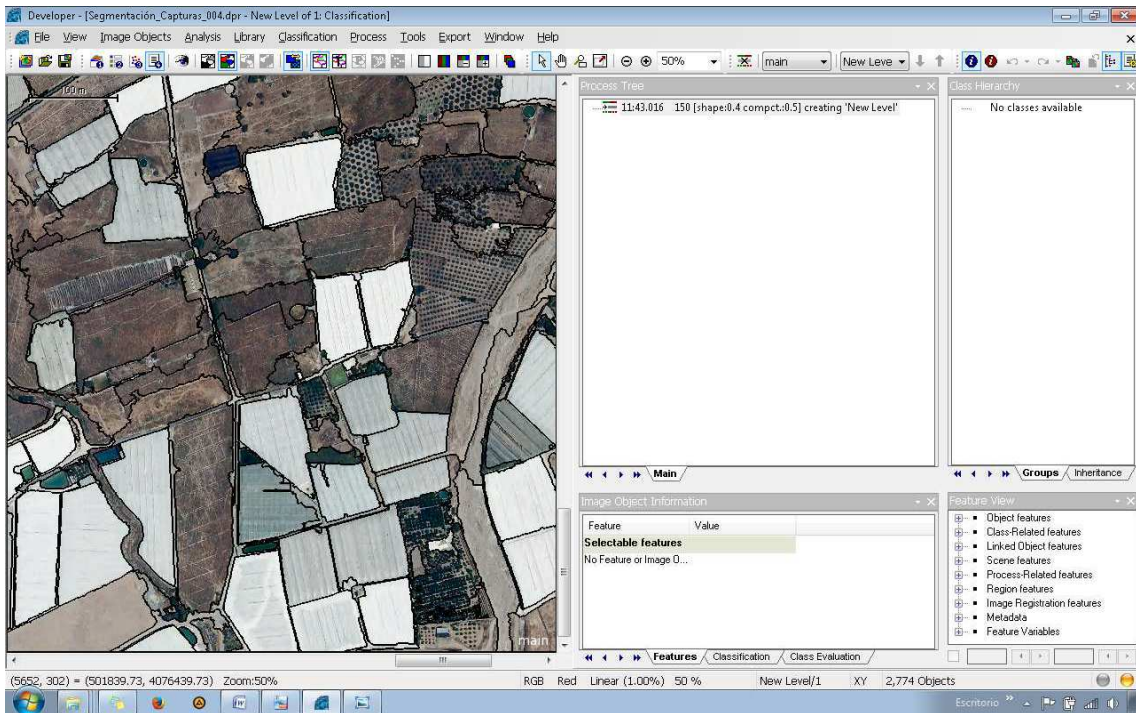 Developer - [Segmentación_Capturas_004.dpr - New Level of 1: Classification]
File View Image Objects Analysis Library Classification Process Tools Export Window Help
50% main New Leve
100 m
main
Process Tree
11:43.016 150 [shape:0.4 compct.:0.5] creating 'New Level'
Main
Class Hierarchy
No classes available
Groups Inheritance
Image Object Information
Feature Value
Selectable features
No Feature or Image O...
Features Classification Class Evaluation
Feature View
Object features
Class-Related features
Linked Object features
Scene features
Process-Related features
Region features
Image Registration features
Metadata
Feature Variables
(5652, 302) = (501839.73, 4076439.73) Zoom:50% RGB Red Linear (1.00%) 50 % New Level/1 XY 2,774 Objects
Escritorio